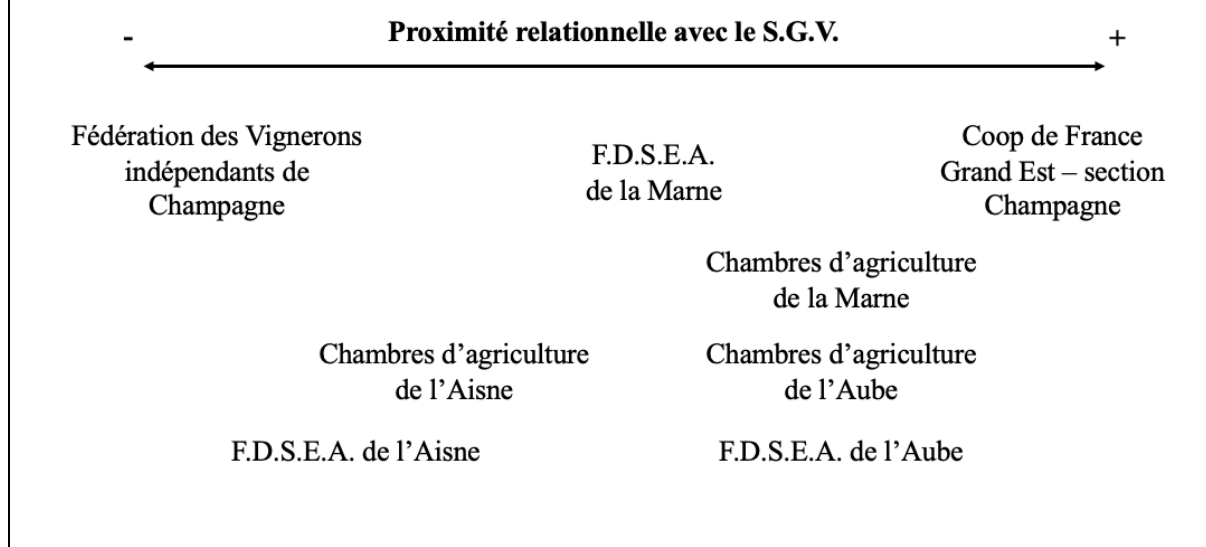 Proximité relationnelle avec le S.G.V.
-
+
Fédération des Vignerons
indépendants de
Champagne
F.D.S.E.A.
de la Marne
Coop de France
Grand Est – section
Champagne
Chambres d’agriculture
de la Marne
Chambres d’agriculture
de l’Aisne
Chambres d’agriculture
de l’Aube
F.D.S.E.A. de l’Aisne
F.D.S.E.A. de l’Aube